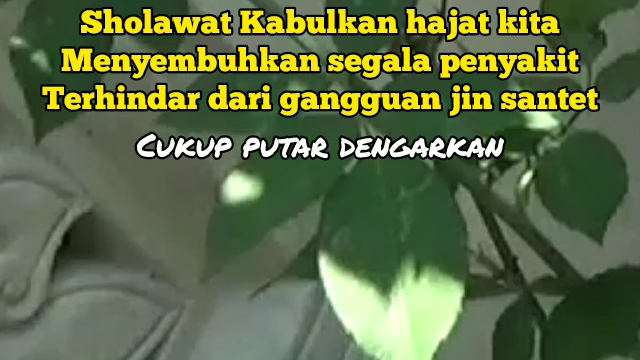 Sholawat Kabulkan hajat kita
Menyembuhkan segala penyakit
Terhindar dari gangguan jin santet
Cukup putar dengarkan